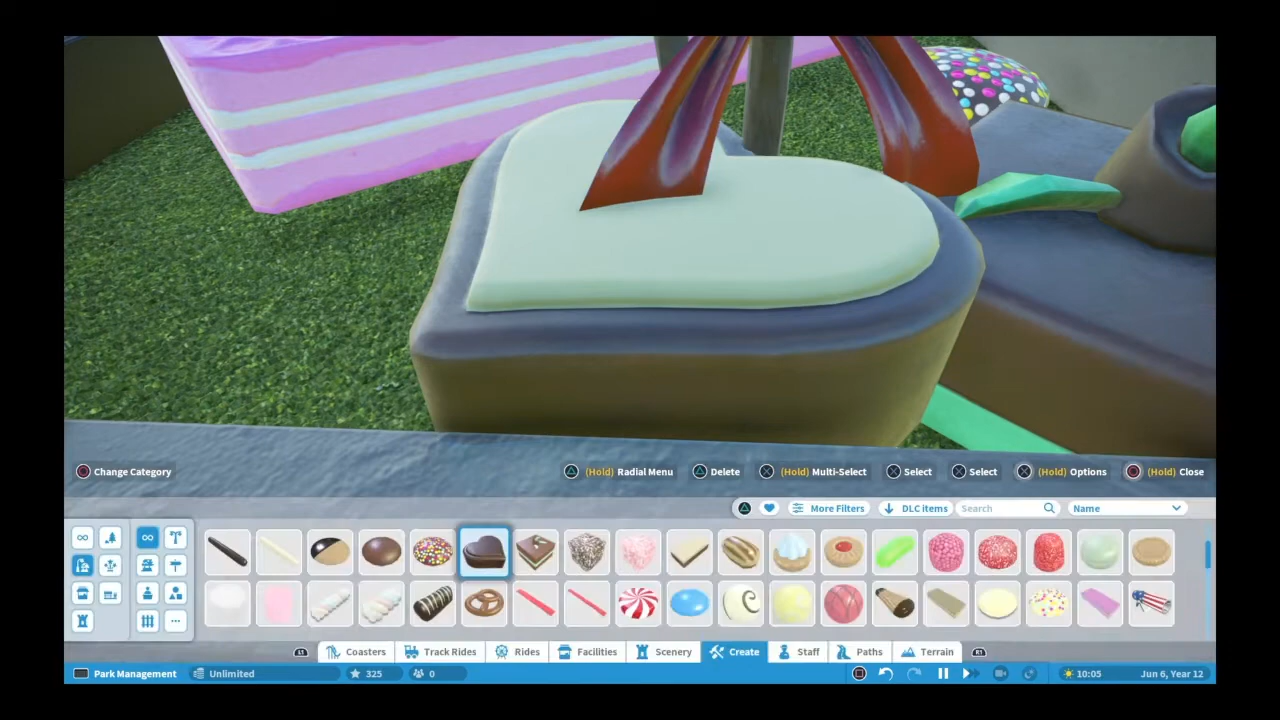 Change Category
(Hold) Radial Menu
Delete
(Hold) Multi-Select
Select
Select
(Hold) Options
(Hold) Close
More Filters
DLC items
Search
Name
L1
Coasters
Track Rides
Rides
Facilities
Scenery
Create
Staff
Paths
Terrain
R1
Park Management
Unlimited
325
0
10:05
Jun 6, Year 12